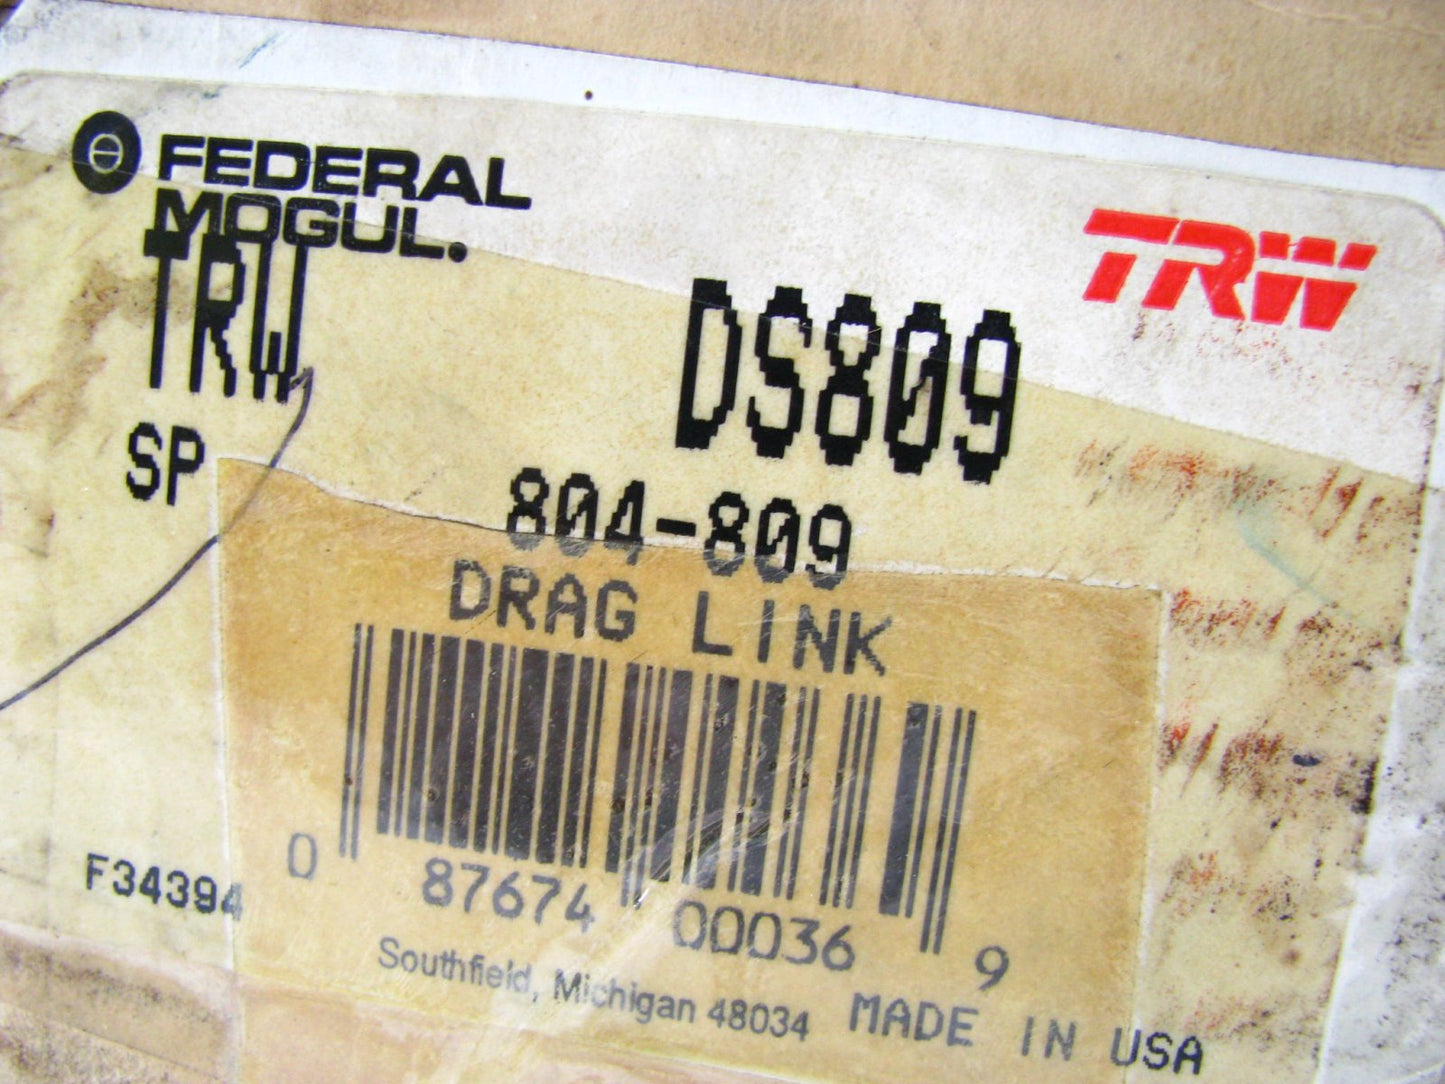 FEDERAL
MOGUL.
TRW
TRW
DS809
SP
804-809
DRAG LINK
0 87674 00036 9
F34394
Southfield, Michigan 48034
MADE IN USA